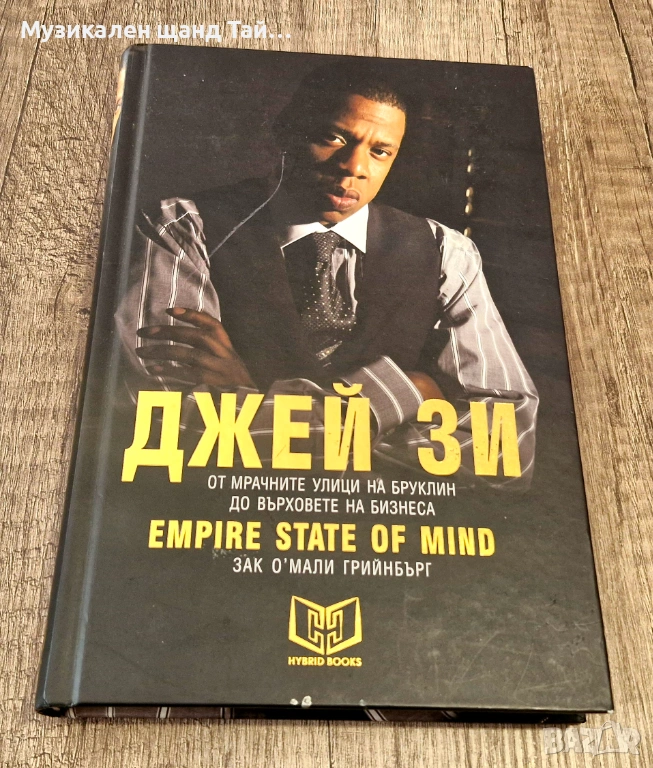 Музикален щанд Тай...
ДЖЕЙ ЗИ
ОТ МРАЧНИТЕ УЛИЦИ НА БРУКЛИН
ДО ВЪРХОВЕТЕ НА БИЗНЕСА
EMPIRE STATE OF MIND
ЗАК О'МАЛИ ГРИЙНБЪРГ
HYBRID BOOKS
BAZAR